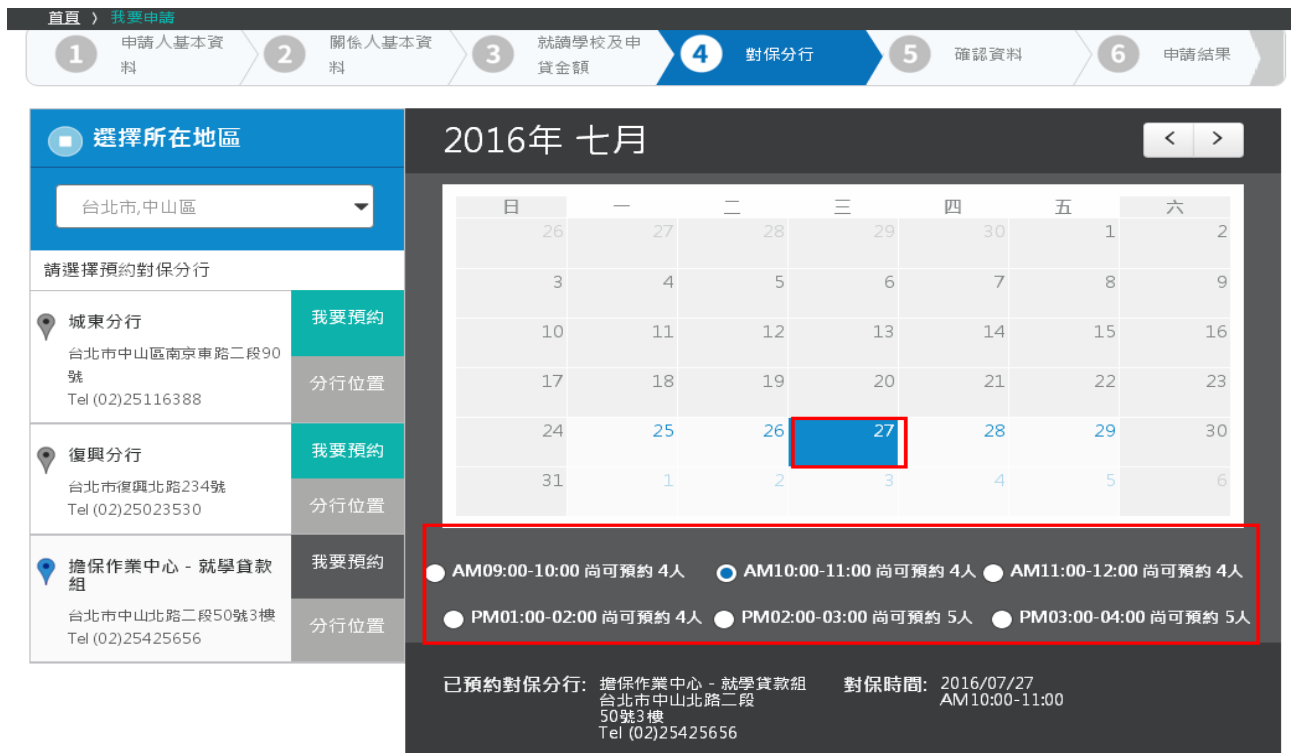 首頁 〉 我要申請
1 申請人基本資
料
2 關係人基本資
料
3 就讀學校及申
貸金額
4 對保分行
5 確認資料
6 申請結果
選擇所在地區
台北市,中山區
請選擇預約對保分行
城東分行
台北市中山區南京東路二段90
號
Tel (02)25116388
我要預約
分行位置
復興分行
台北市復興北路234號
Tel (02)25023530
我要預約
分行位置
擔保作業中心 - 就學貸款
組
台北市中山北路二段50號3樓
Tel (02)25425656
我要預約
分行位置
2016年 七月
< >
日 一 二 三 四 五 六
26 27 28 29 30 1 2
3 4 5 6 7 8 9
10 11 12 13 14 15 16
17 18 19 20 21 22 23
24 25 26 27 28 29 30
31 1 2 3 4 5 6
AM09:00-10:00 尚可預約 4人 AM10:00-11:00 尚可預約 4人 AM11:00-12:00 尚可預約 4人
PM01:00-02:00 尚可預約 4人 PM02:00-03:00 尚可預約 5人 PM03:00-04:00 尚可預約 5人
已預約對保分行: 擔保作業中心 - 就學貸款組
台北市中山北路二段
50號3樓
Tel (02)25425656
對保時間: 2016/07/27
AM10:00-11:00